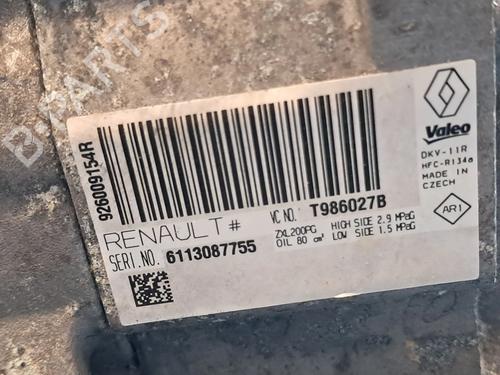 B-PARTS
926009154R
RENAULT #
SERI.NO. 6113087755
VC NO. T986027B
ZXL200PG HIGH SIDE 2.9 MPaG
OIL 80 cm³ LOW SIDE 1.5 MPaG
Valeo
DKV-11R
HFC-R134a
MADE IN
CZECH
AR1